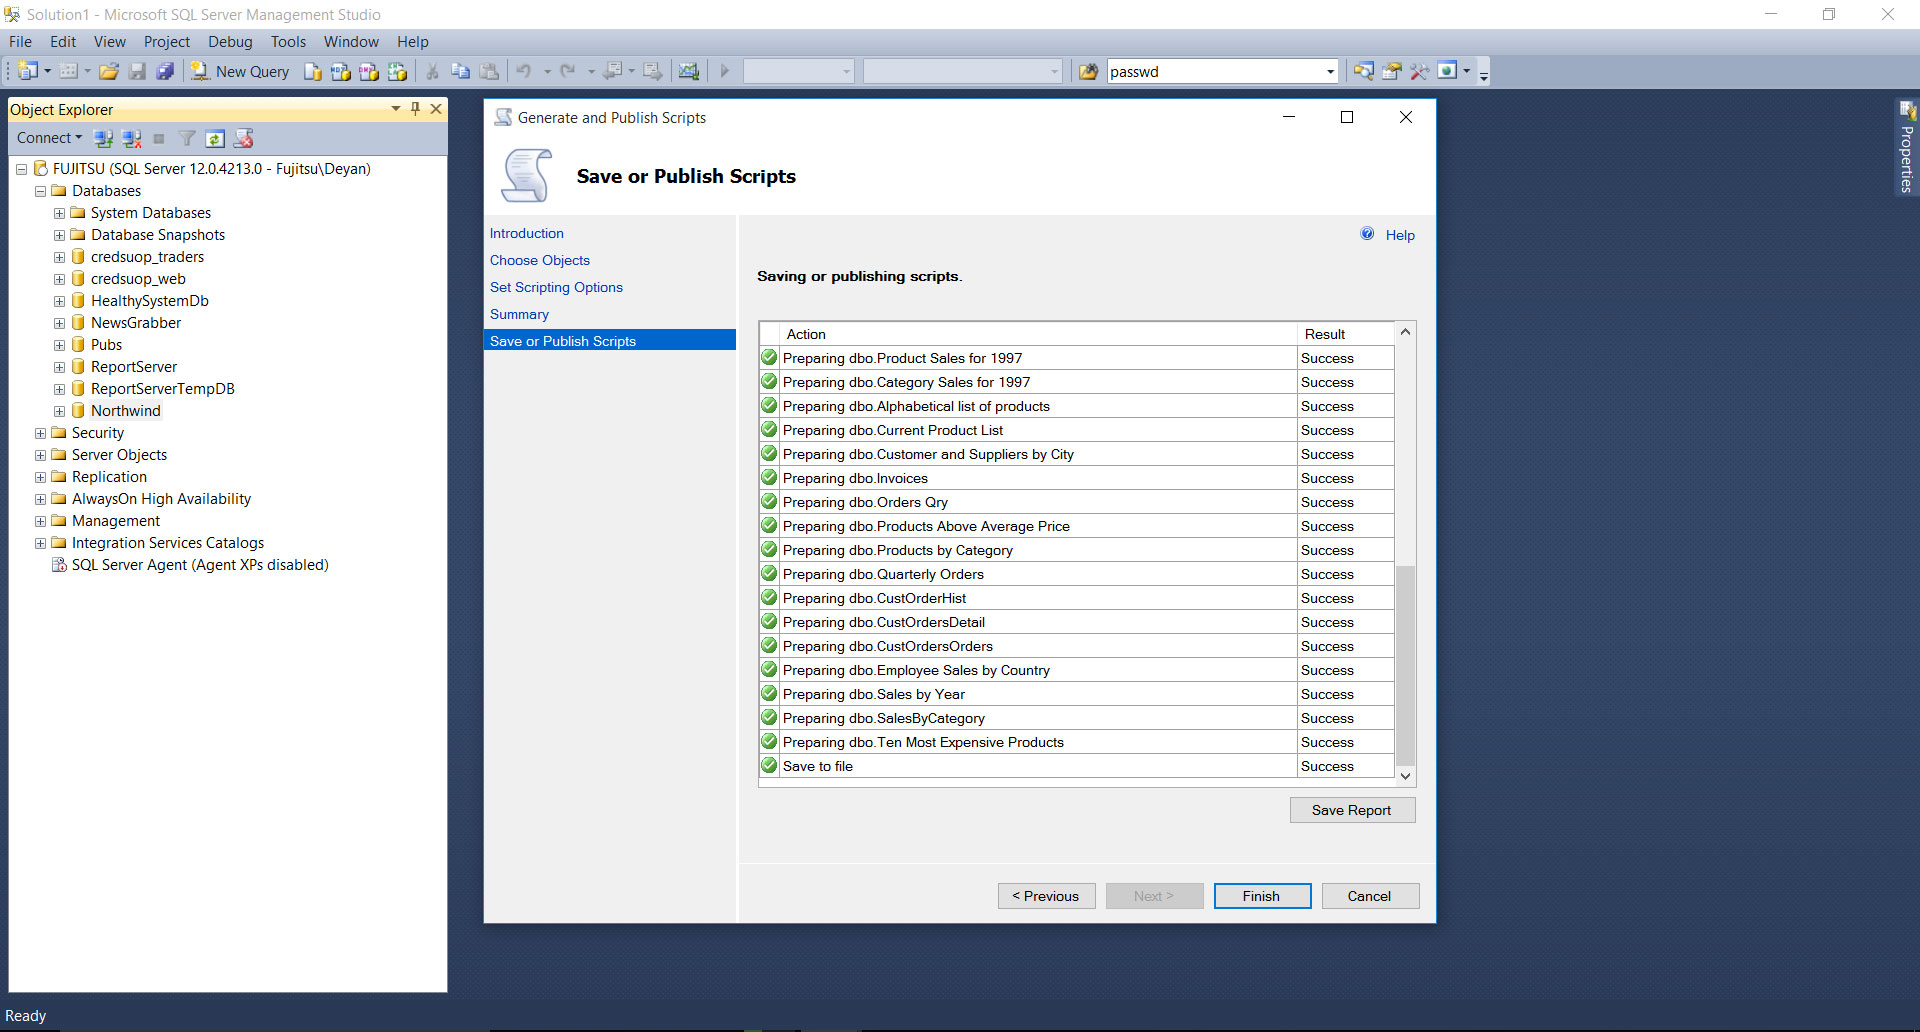 Solution1 - Microsoft SQL Server Management Studio
File Edit View Project Debug Tools Window Help
New Query
passwd
Object Explorer
Connect
FUJITSU (SQL Server 12.0.4213.0 - Fujitsu\Deyan)
Databases
System Databases
Database Snapshots
credsuop_traders
credsuop_web
HealthySystemDb
NewsGrabber
Pubs
ReportServer
ReportServerTempDB
Northwind
Security
Server Objects
Replication
AlwaysOn High Availability
Management
Integration Services Catalogs
SQL Server Agent (Agent XPs disabled)
Generate and Publish Scripts
Save or Publish Scripts
Introduction
Choose Objects
Set Scripting Options
Summary
Save or Publish Scripts
Help
Saving or publishing scripts.
Action Result
Preparing dbo.Product Sales for 1997 Success
Preparing dbo.Category Sales for 1997 Success
Preparing dbo.Alphabetical list of products Success
Preparing dbo.Current Product List Success
Preparing dbo.Customer and Suppliers by City Success
Preparing dbo.Invoices Success
Preparing dbo.Orders Qry Success
Preparing dbo.Products Above Average Price Success
Preparing dbo.Products by Category Success
Preparing dbo.Quarterly Orders Success
Preparing dbo.CustOrderHist Success
Preparing dbo.CustOrdersDetail Success
Preparing dbo.CustOrdersOrders Success
Preparing dbo.Employee Sales by Country Success
Preparing dbo.Sales by Year Success
Preparing dbo.SalesByCategory Success
Preparing dbo.Ten Most Expensive Products Success
Save to file Success
Save Report
< Previous Next > Finish Cancel
Properties
Ready